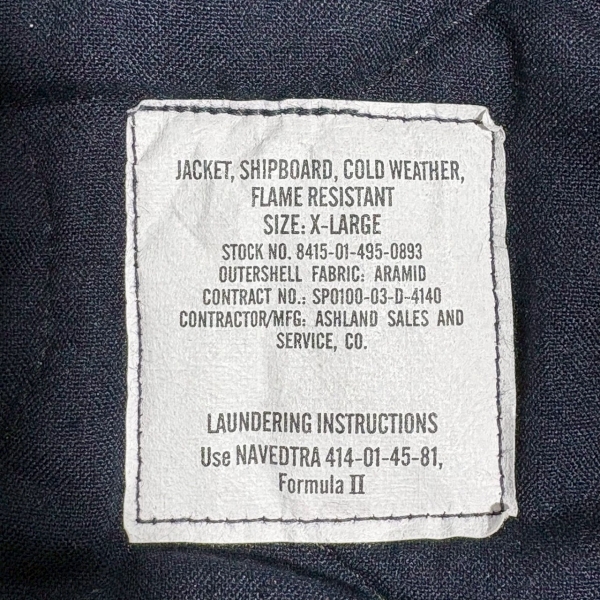 JACKET, SHIPBOARD, COLD WEATHER,
FLAME RESISTANT
SIZE: X-LARGE
STOCK NO. 8415-01-495-0893
OUTERSHELL FABRIC: ARAMID
CONTRACT NO.: SPO100-03-D-4140
CONTRACTOR/MFG: ASHLAND SALES AND
SERVICE, CO.
LAUNDERING INSTRUCTIONS
Use NAVEDTRA 414-01-45-81,
Formula II